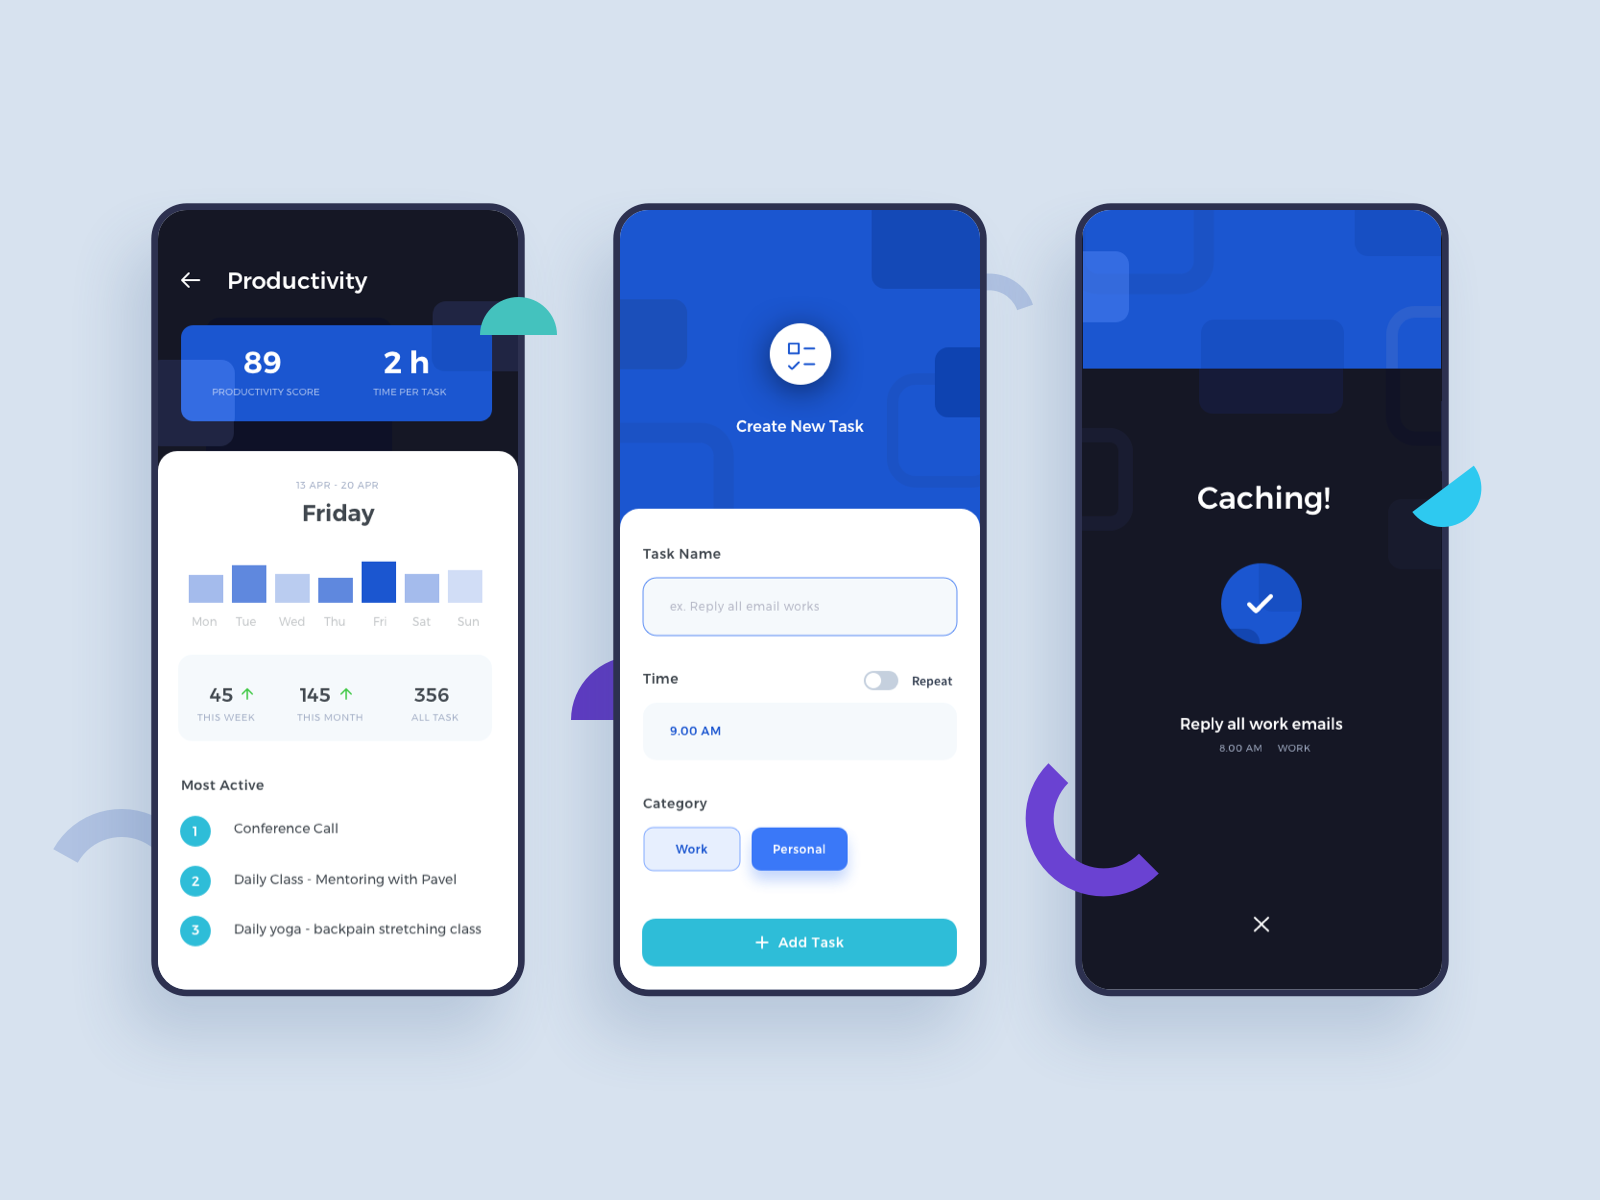 Productivity
89 2 h
PRODUCTIVITY SCORE TIME PER TASK
13 APR - 20 APR
Friday
Mon Tue Wed Thu Fri Sat Sun
45 145 356
THIS WEEK THIS MONTH ALL TASK
Most Active
1 Conference Call
2 Daily Class - Mentoring with Pavel
3 Daily yoga - backpain stretching class
Create New Task
Task Name
ex. Reply all email works
Time Repeat
9.00 AM
Category
Work Personal
Add Task
Caching!
Reply all work emails
8.00 AM WORK